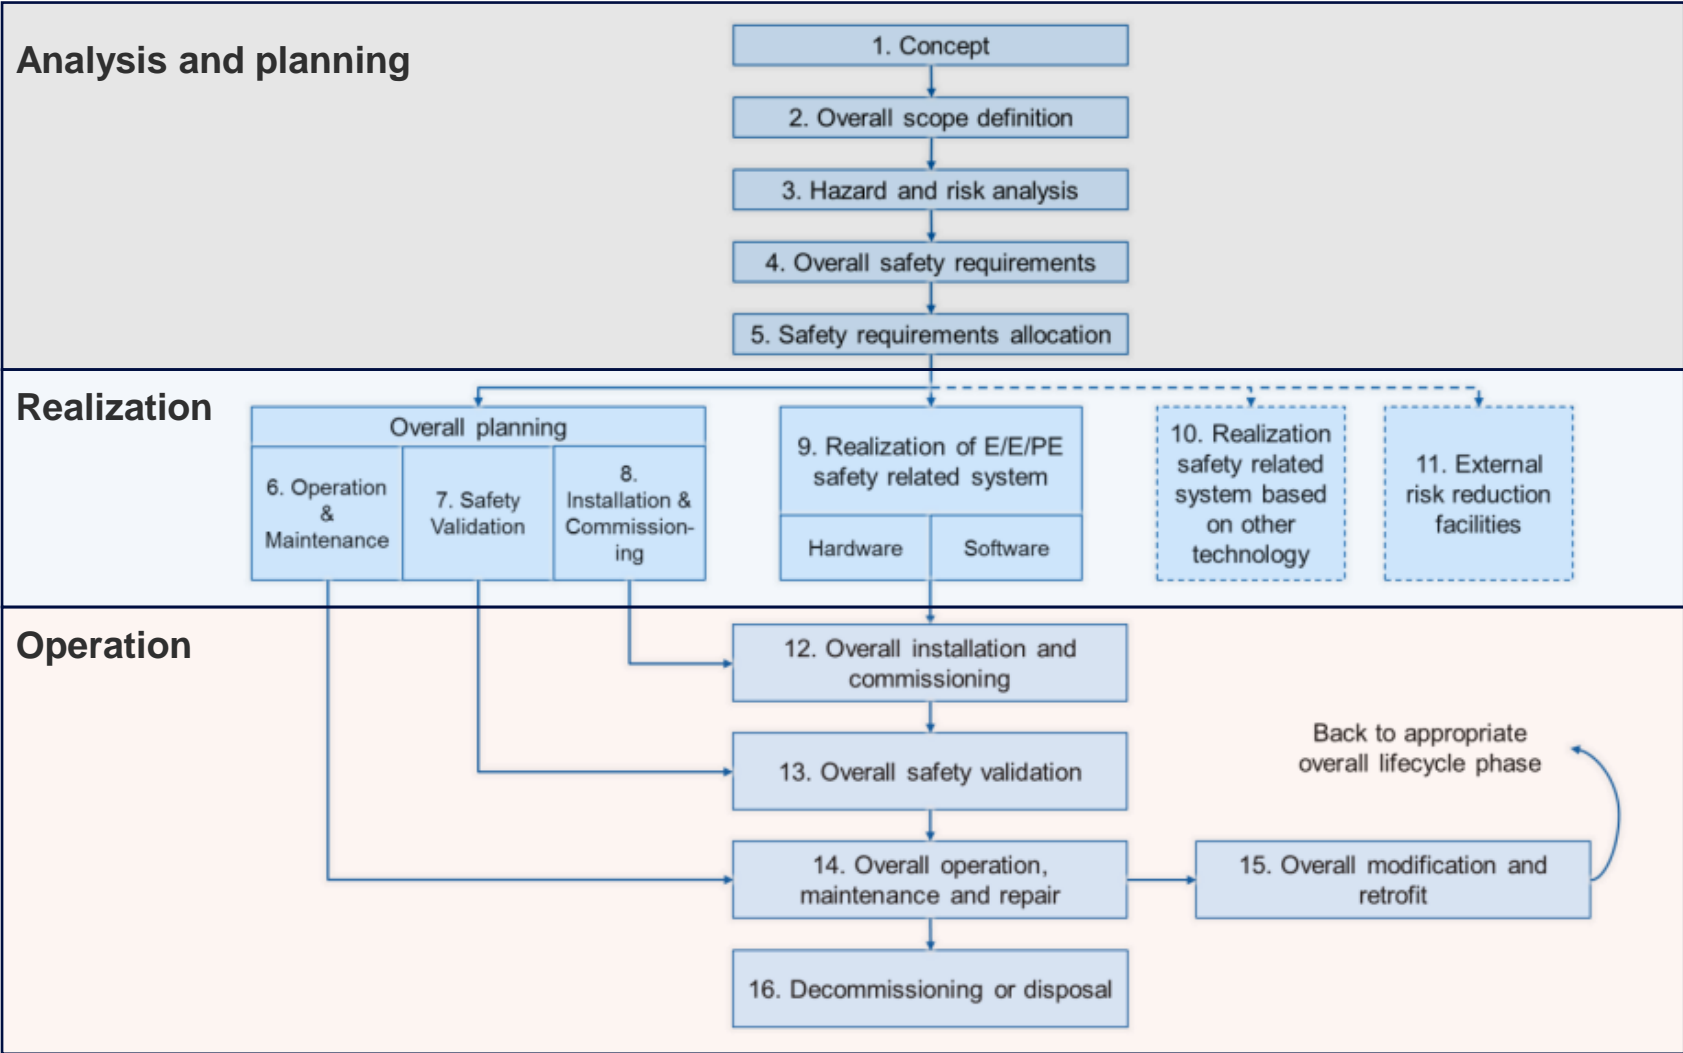 Analysis and planning
1. Concept
2. Overall scope definition
3. Hazard and risk analysis
4. Overall safety requirements
5. Safety requirements allocation
Realization
Overall planning
6. Operation
&
Maintenance
7. Safety
Validation
8.
Installation &
Commission-
ing
9. Realization of E/E/PE
safety related system
Hardware
Software
10. Realization
safety related
system based
on other
technology
11. External
risk reduction
facilities
Operation
12. Overall installation and
commissioning
13. Overall safety validation
Back to appropriate
overall lifecycle phase
14. Overall operation,
maintenance and repair
15. Overall modification and
retrofit
16. Decommissioning or disposal